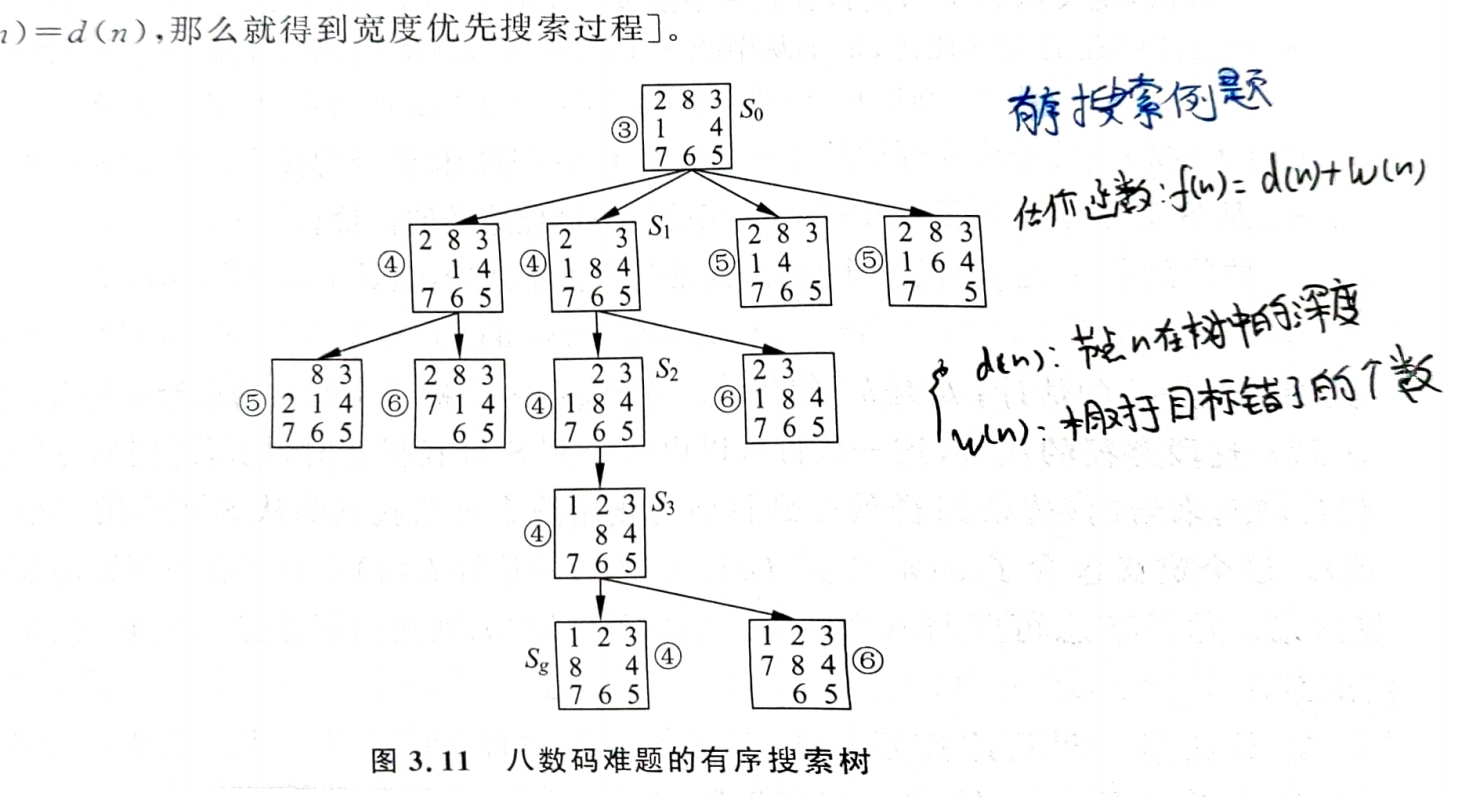 )=d(n),那么就得到宽度优先搜索过程]。
2 8 3 S0
③ 1 4
7 6 5
有序搜索例题
估价函数:f(n)=d(n)+w(n)
2 8 3 2 3 S1 2 8 3 2 8 3
④ 1 4 ④ 1 8 4 ⑤ 1 4 ⑤ 1 6 4
7 6 5 7 6 5 7 6 5 7 5
d(n):节点n在树中的深度
w(n):相对于目标错了的个数
8 3 2 8 3 2 3 S2 2 3
⑤ 2 1 4 ⑥ 7 1 4 ④ 1 8 4 ⑥ 1 8 4
7 6 5 6 5 7 6 5 7 6 5
1 2 3 S3
④ 8 4
7 6 5
1 2 3 1 2 3
Sg 8 4 ④ 7 8 4 ⑥
7 6 5 6 5
图 3.11 八数码难题的有序搜索树